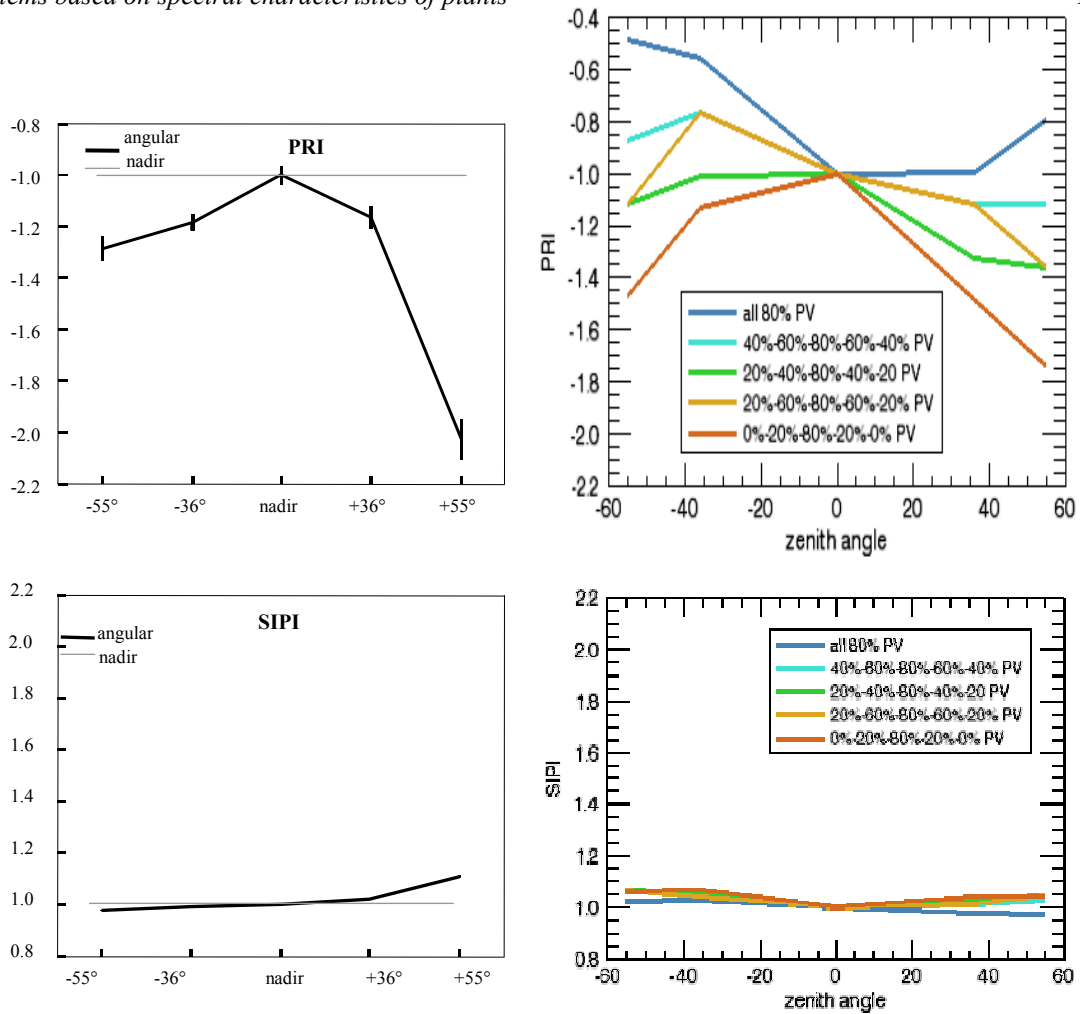 tems based on spectral characteristics of plants
-0.8
-1.0
-1.2
-1.4
-1.6
-1.8
-2.0
-2.2
angular
nadir
PRI
-55°
-36°
nadir
+36°
+55°
-0.4
-0.6
-0.8
-1.0
-1.2
-1.4
-1.6
-1.8
-2.0
-2.2
PRI
all 80% PV
40%-60%-80%-60%-40% PV
20%-40%-80%-40%-20 PV
20%-60%-80%-60%-20% PV
0%-20%-80%-20%-0% PV
-60
-40
-20
0
20
40
60
zenith angle
2.2
2.0
1.8
1.6
1.4
1.2
1.0
0.8
angular
nadir
SIPI
-55°
-36°
nadir
+36°
+55°
2.2
2.0
1.8
1.6
1.4
1.2
1.0
0.8
SIPI
all 80% PV
40%-60%-80%-60%-40% PV
20%-40%-80%-40%-20 PV
20%-60%-80%-60%-20% PV
0%-20%-80%-20%-0% PV
-60
-40
-20
0
20
40
60
zenith angle